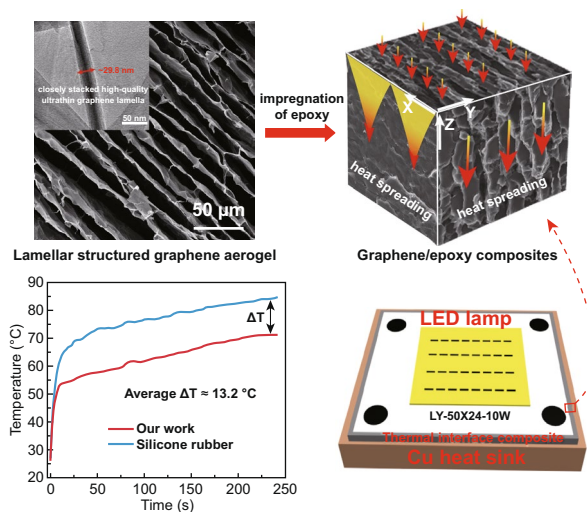 ~29.8 nm
closely stacked high-quality
ultrathin graphene lamella
50 nm
50 μm
Lamellar structured graphene aerogel
impregnation
of epoxy
X
Y
Z
heat spreading
heat spreading
Graphene/epoxy composites
90
80
70
60
50
40
30
20
Temperature (°C)
ΔT
Average ΔT ≈ 13.2 °C
Our work
Silicone rubber
0
50
100
150
200
250
Time (s)
LED lamp
LY-50X24-10W
Thermal interface composite
Cu heat sink